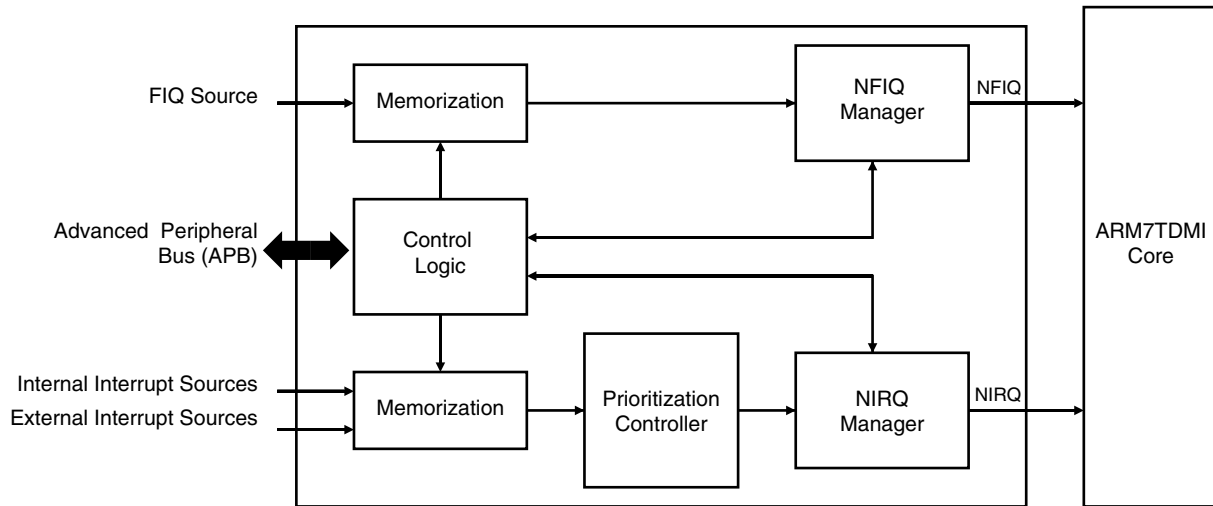 FIQ Source
Memorization
NFIQ
Manager
NFIQ
Advanced Peripheral
Bus (APB)
Control
Logic
ARM7TDMI
Core
Internal Interrupt Sources
External Interrupt Sources
Memorization
Prioritization
Controller
NIRQ
Manager
NIRQ